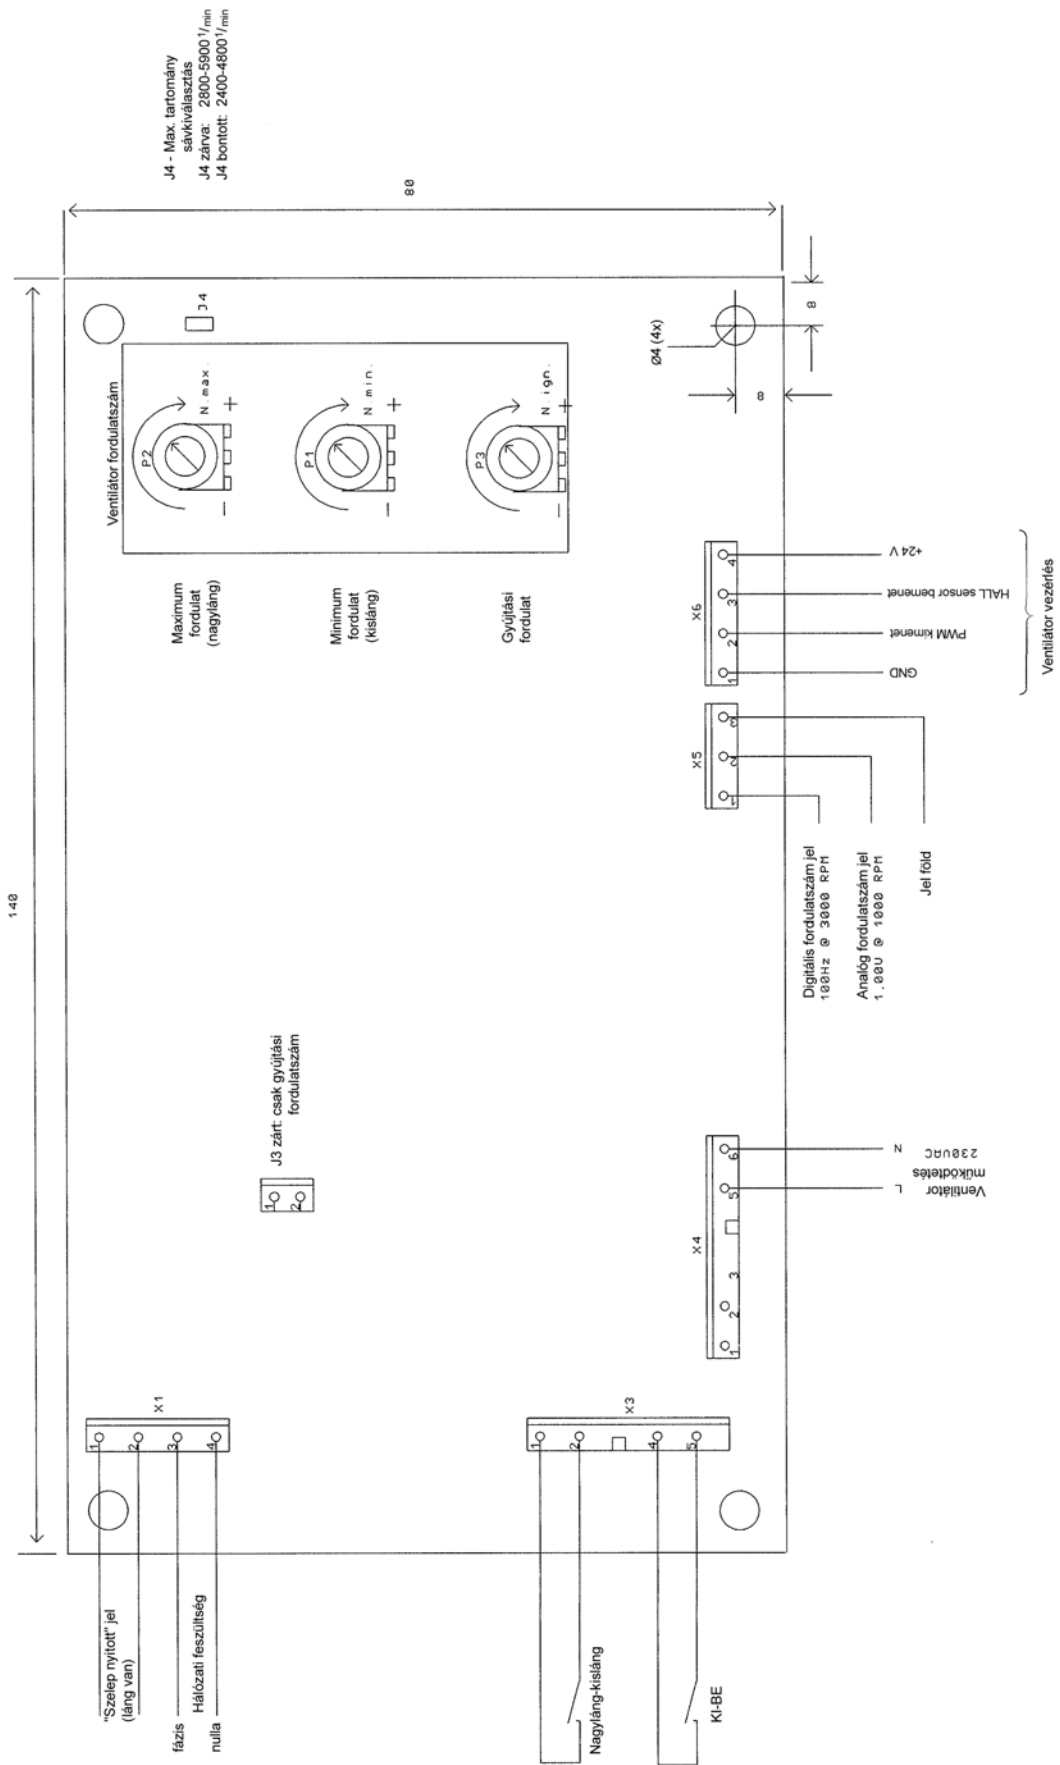 J4 - Max. tartomány
sávkiválasztás
J4 zárva: 2800-5900 1/min
J4 bontott: 2400-4800 1/min
80
140
J4
8
8
Ø4 (4x)
Ventilátor fordulatszám
P2
N.max.
- +
P1
N.min.
- +
P3
N.ign.
- +
Maximum
fordulat
(nagyláng)
Minimum
fordulat
(kisláng)
Gyújtási
fordulat
X6
1 2 3 4
GND
PWM kimenet
HALL sensor bemenet
+24 V
Ventilátor vezérlés
X5
1 2 3
Digitális fordulatszám jel
100Hz @ 3000 RPM
Analóg fordulatszám jel
1,00V @ 1000 RPM
Jel föld
J3 zárt: csak gyújtási
fordulatszám
1
2
X4
1 2 3 5 6
L
N
Ventilátor
működtetés
230VAC
X1
1
2
3
4
"Szelep nyitott" jel
(láng van)
fázis
Hálózati feszültség
nulla
X3
1
2
4
5
Nagyláng-kisláng
KI-BE